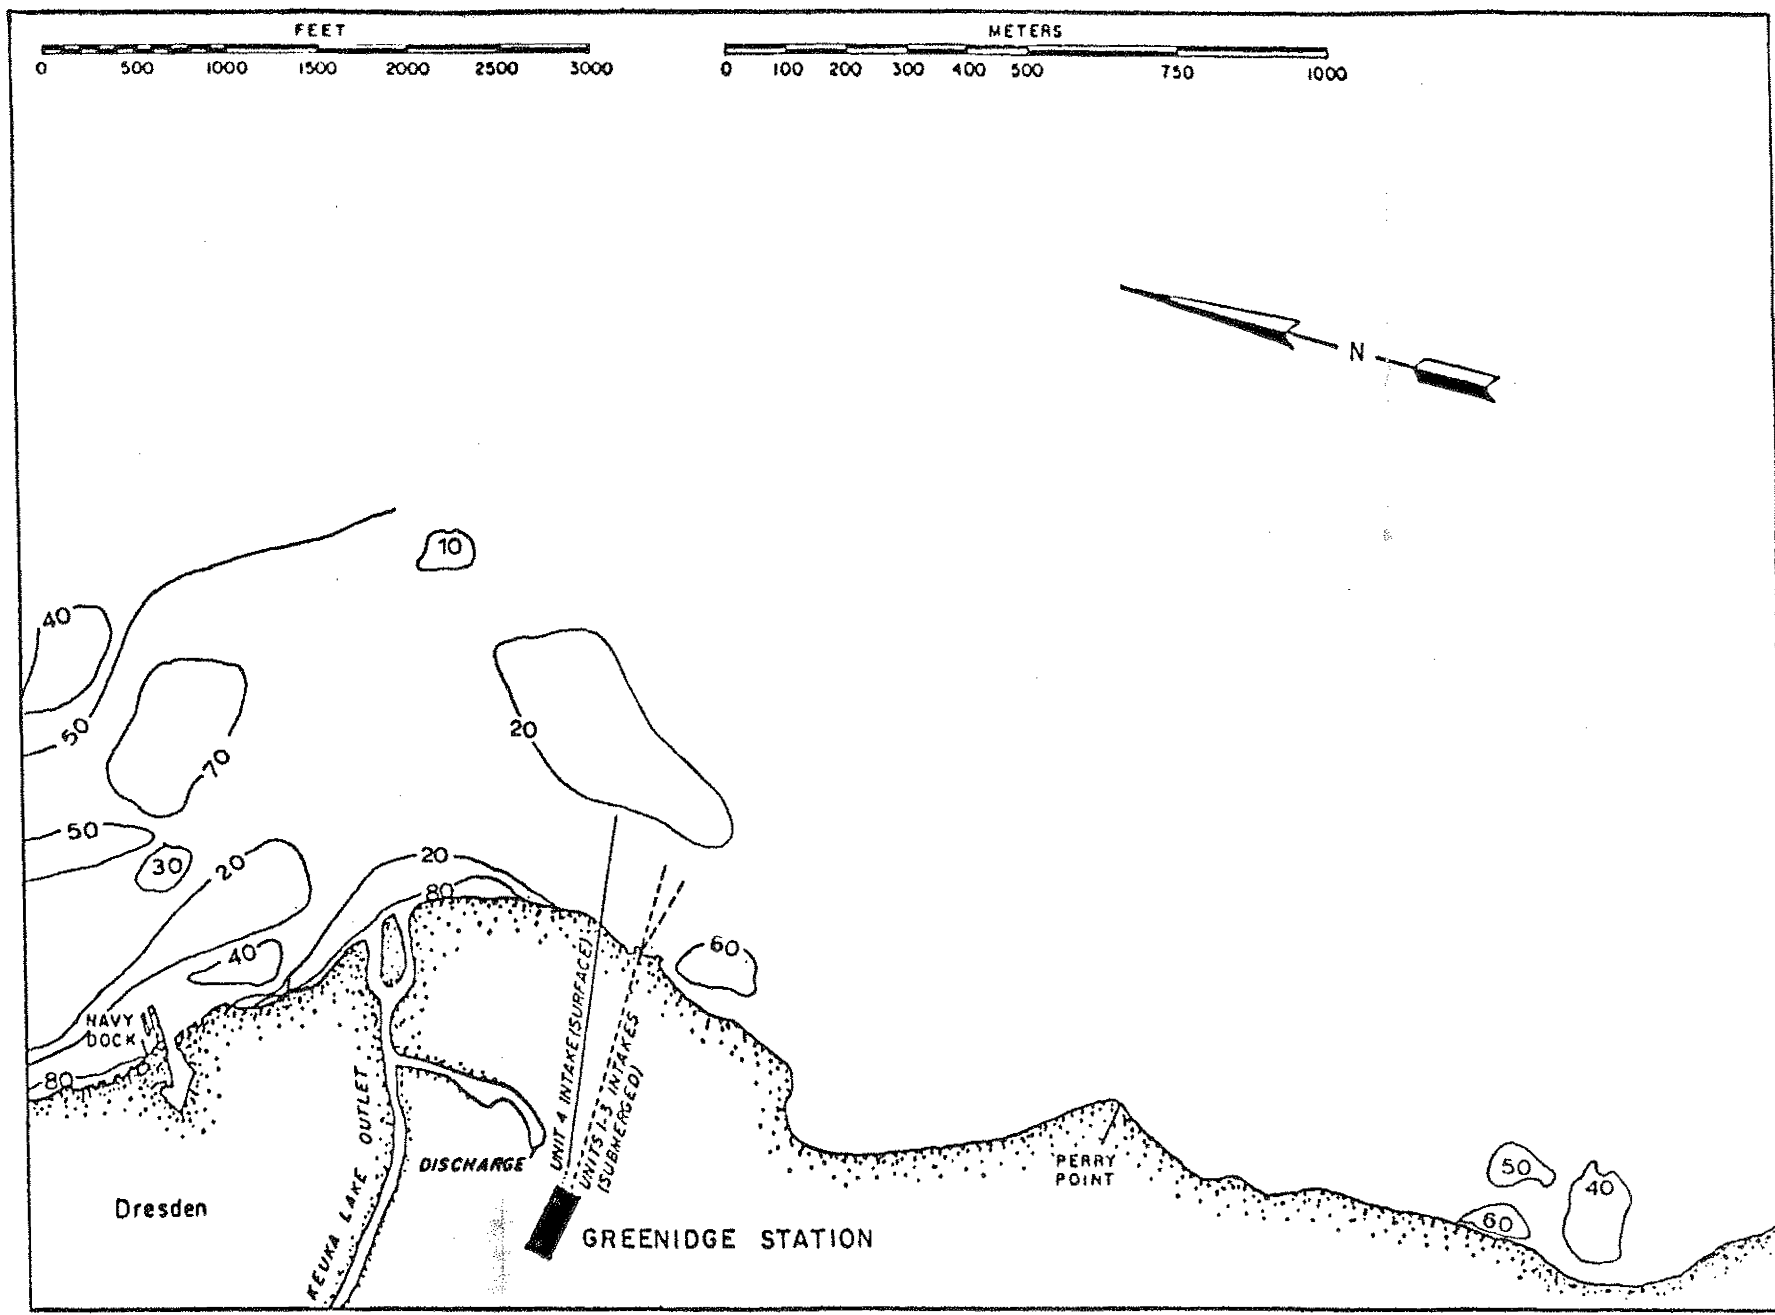 FEET
0 500 1000 1500 2000 2500 3000
METERS
0 100 200 300 400 500 750 1000
N
10
40
50
70
20
50
30
20
20
80
40
60
NAVY
DOCK
80
UNIT 4 INTAKE (SURFACE)
UNITS 1-3 INTAKES
(SUBMERGED)
KEUKA LAKE OUTLET
DISCHARGE
Dresden
GREENIDGE STATION
PERRY
POINT
50
40
60